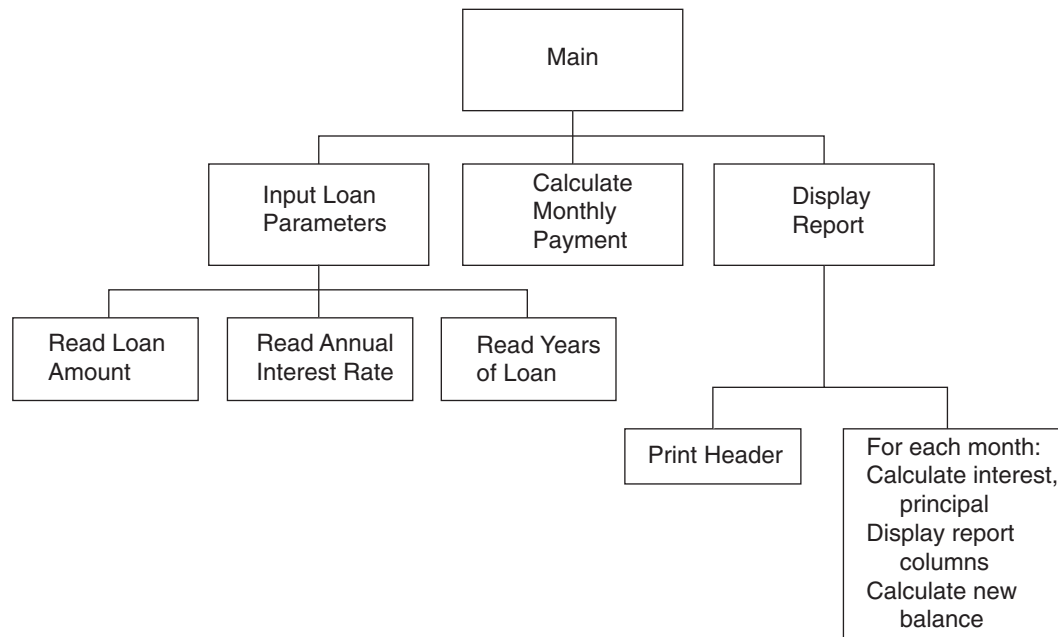 Main
Input Loan
Parameters
Calculate
Monthly
Payment
Display
Report
Read Loan
Amount
Read Annual
Interest Rate
Read Years
of Loan
Print Header
For each month:
Calculate interest,
principal
Display report
columns
Calculate new
balance